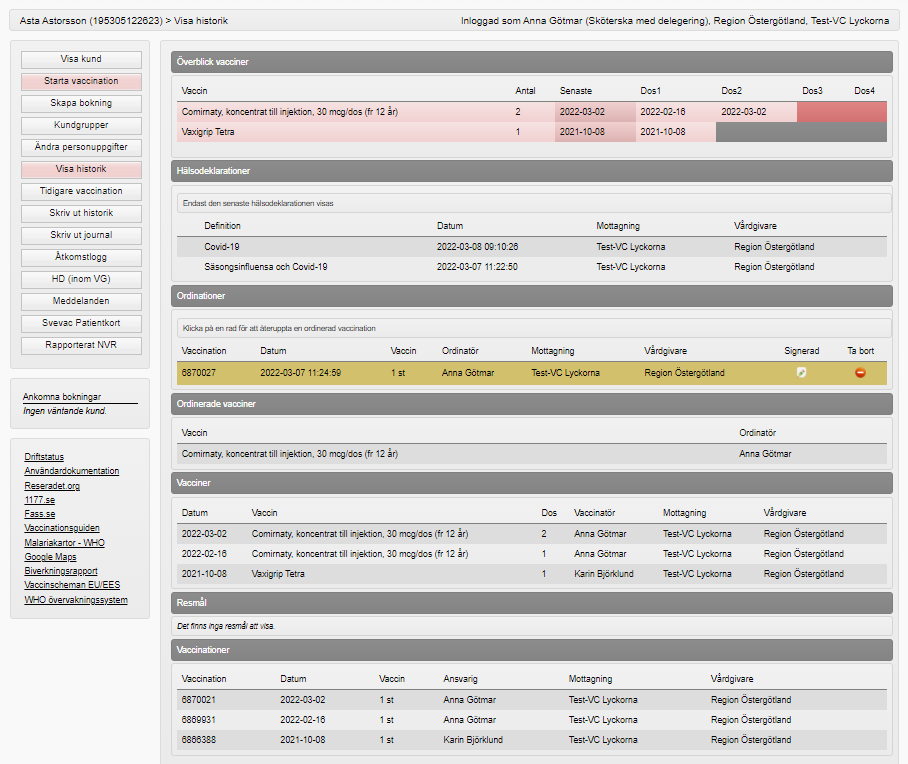 Asta Astorsson (195305122623) > Visa historik
Inloggad som Anna Götmar (Sköterska med delegering), Region Östergötland, Test-VC Lyckorna
Visa kund
Starta vaccination
Skapa bokning
Kundgrupper
Ändra personuppgifter
Visa historik
Tidigare vaccination
Skriv ut historik
Skriv ut journal
Åtkomstlogg
HD (inom VG)
Meddelanden
Svevac Patientkort
Rapporterat NVR
Ankomna bokningar
Ingen väntande kund.
Driftstatus
Användardokumentation
Reseradet.org
1177.se
Fass.se
Vaccinationsguiden
Malariakartor - WHO
Google Maps
Biverkningsrapport
Vaccinscheman EU/EES
WHO övervakningssystem
Överblick vacciner
Vaccin Antal Senaste Dos1 Dos2 Dos3 Dos4
Comirnaty, koncentrat till injektion, 30 mcg/dos (fr 12 år) 2 2022-03-02 2022-02-16 2022-03-02
Vaxigrip Tetra 1 2021-10-08 2021-10-08
Hälsodeklarationer
Endast den senaste hälsodeklarationen visas
Definition Datum Mottagning Vårdgivare
Covid-19 2022-03-08 09:10:26 Test-VC Lyckorna Region Östergötland
Säsongsinfluensa och Covid-19 2022-03-07 11:22:50 Test-VC Lyckorna Region Östergötland
Ordinationer
Klicka på en rad för att återuppta en ordinerad vaccination
Vaccination Datum Vaccin Ordinatör Mottagning Vårdgivare Signerad Ta bort
6870027 2022-03-07 11:24:59 1 st Anna Götmar Test-VC Lyckorna Region Östergötland
Ordinerade vacciner
Vaccin Ordinatör
Comirnaty, koncentrat till injektion, 30 mcg/dos (fr 12 år) Anna Götmar
Vacciner
Datum Vaccin Dos Vaccinatör Mottagning Vårdgivare
2022-03-02 Comirnaty, koncentrat till injektion, 30 mcg/dos (fr 12 år) 2 Anna Götmar Test-VC Lyckorna Region Östergötland
2022-02-16 Comirnaty, koncentrat till injektion, 30 mcg/dos (fr 12 år) 1 Anna Götmar Test-VC Lyckorna Region Östergötland
2021-10-08 Vaxigrip Tetra 1 Karin Björklund Test-VC Lyckorna Region Östergötland
Resmål
Det finns inga resmål att visa.
Vaccinationer
Vaccination Datum Vaccin Ansvarig Mottagning Vårdgivare
6870021 2022-03-02 1 st Anna Götmar Test-VC Lyckorna Region Östergötland
6869931 2022-02-16 1 st Anna Götmar Test-VC Lyckorna Region Östergötland
6866388 2021-10-08 1 st Karin Björklund Test-VC Lyckorna Region Östergötland